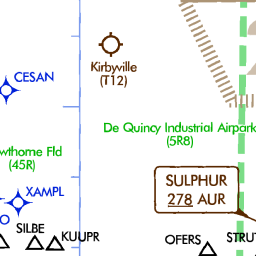 CESAN
Kirbyville
(T12)
De Quincy Industrial Airpark
(5R8)
wthorne Fld
(45R)
SULPHUR
278 AUR
XAMPL
O
SILBE
KUUPR
OFERS
STRUT